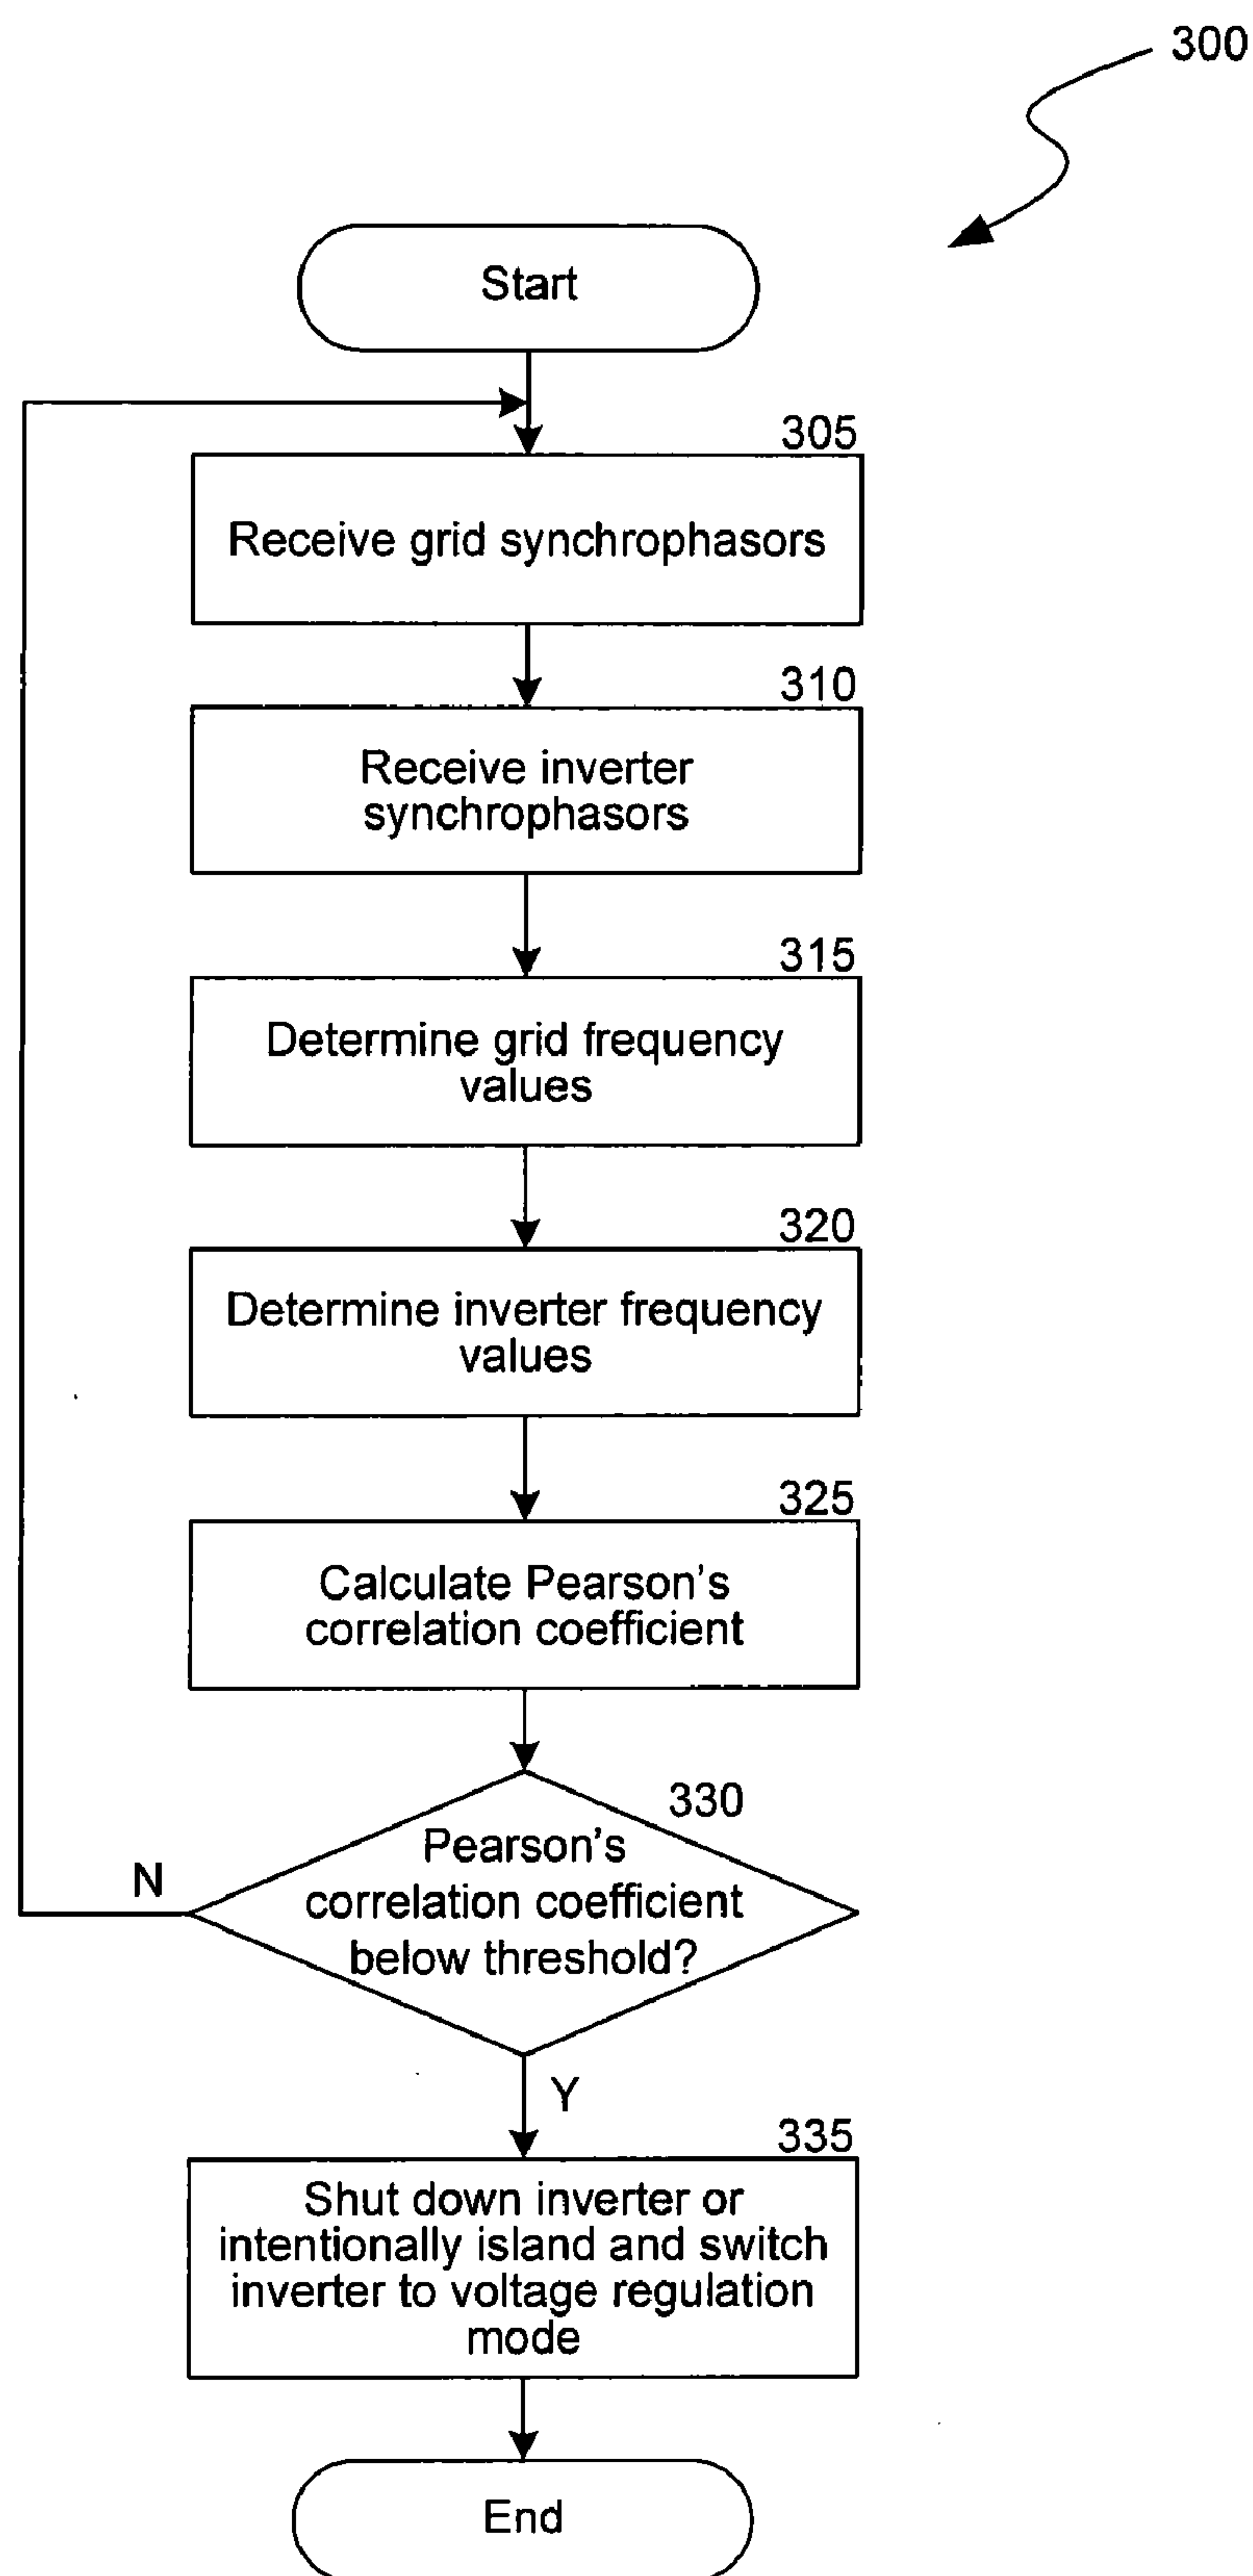 300
Start
305
Receive grid synchrophasors
310
Receive inverter
synchrophasors
315
Determine grid frequency
values
320
Determine inverter frequency
values
325
Calculate Pearson's
correlation coefficient
330
Pearson's
correlation coefficient
below threshold?
N
Y
335
Shut down inverter or
intentionally island and switch
inverter to voltage regulation
mode
End